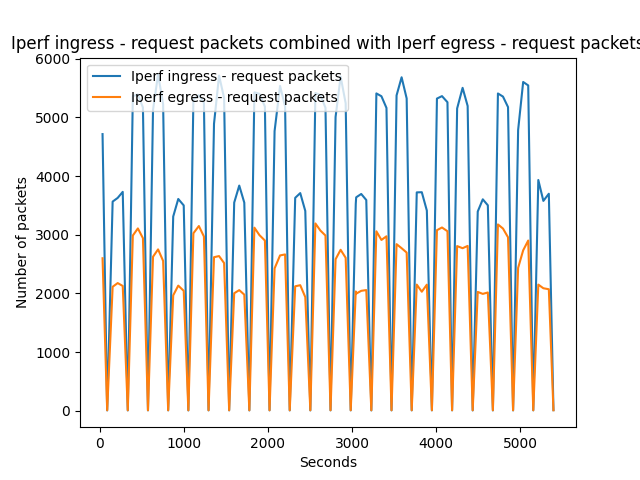 Iperf ingress - request packets combined with Iperf egress - request packets
Iperf ingress - request packets
Iperf egress - request packets
Number of packets
6000
5000
4000
3000
2000
1000
0
0 1000 2000 3000 4000 5000
Seconds